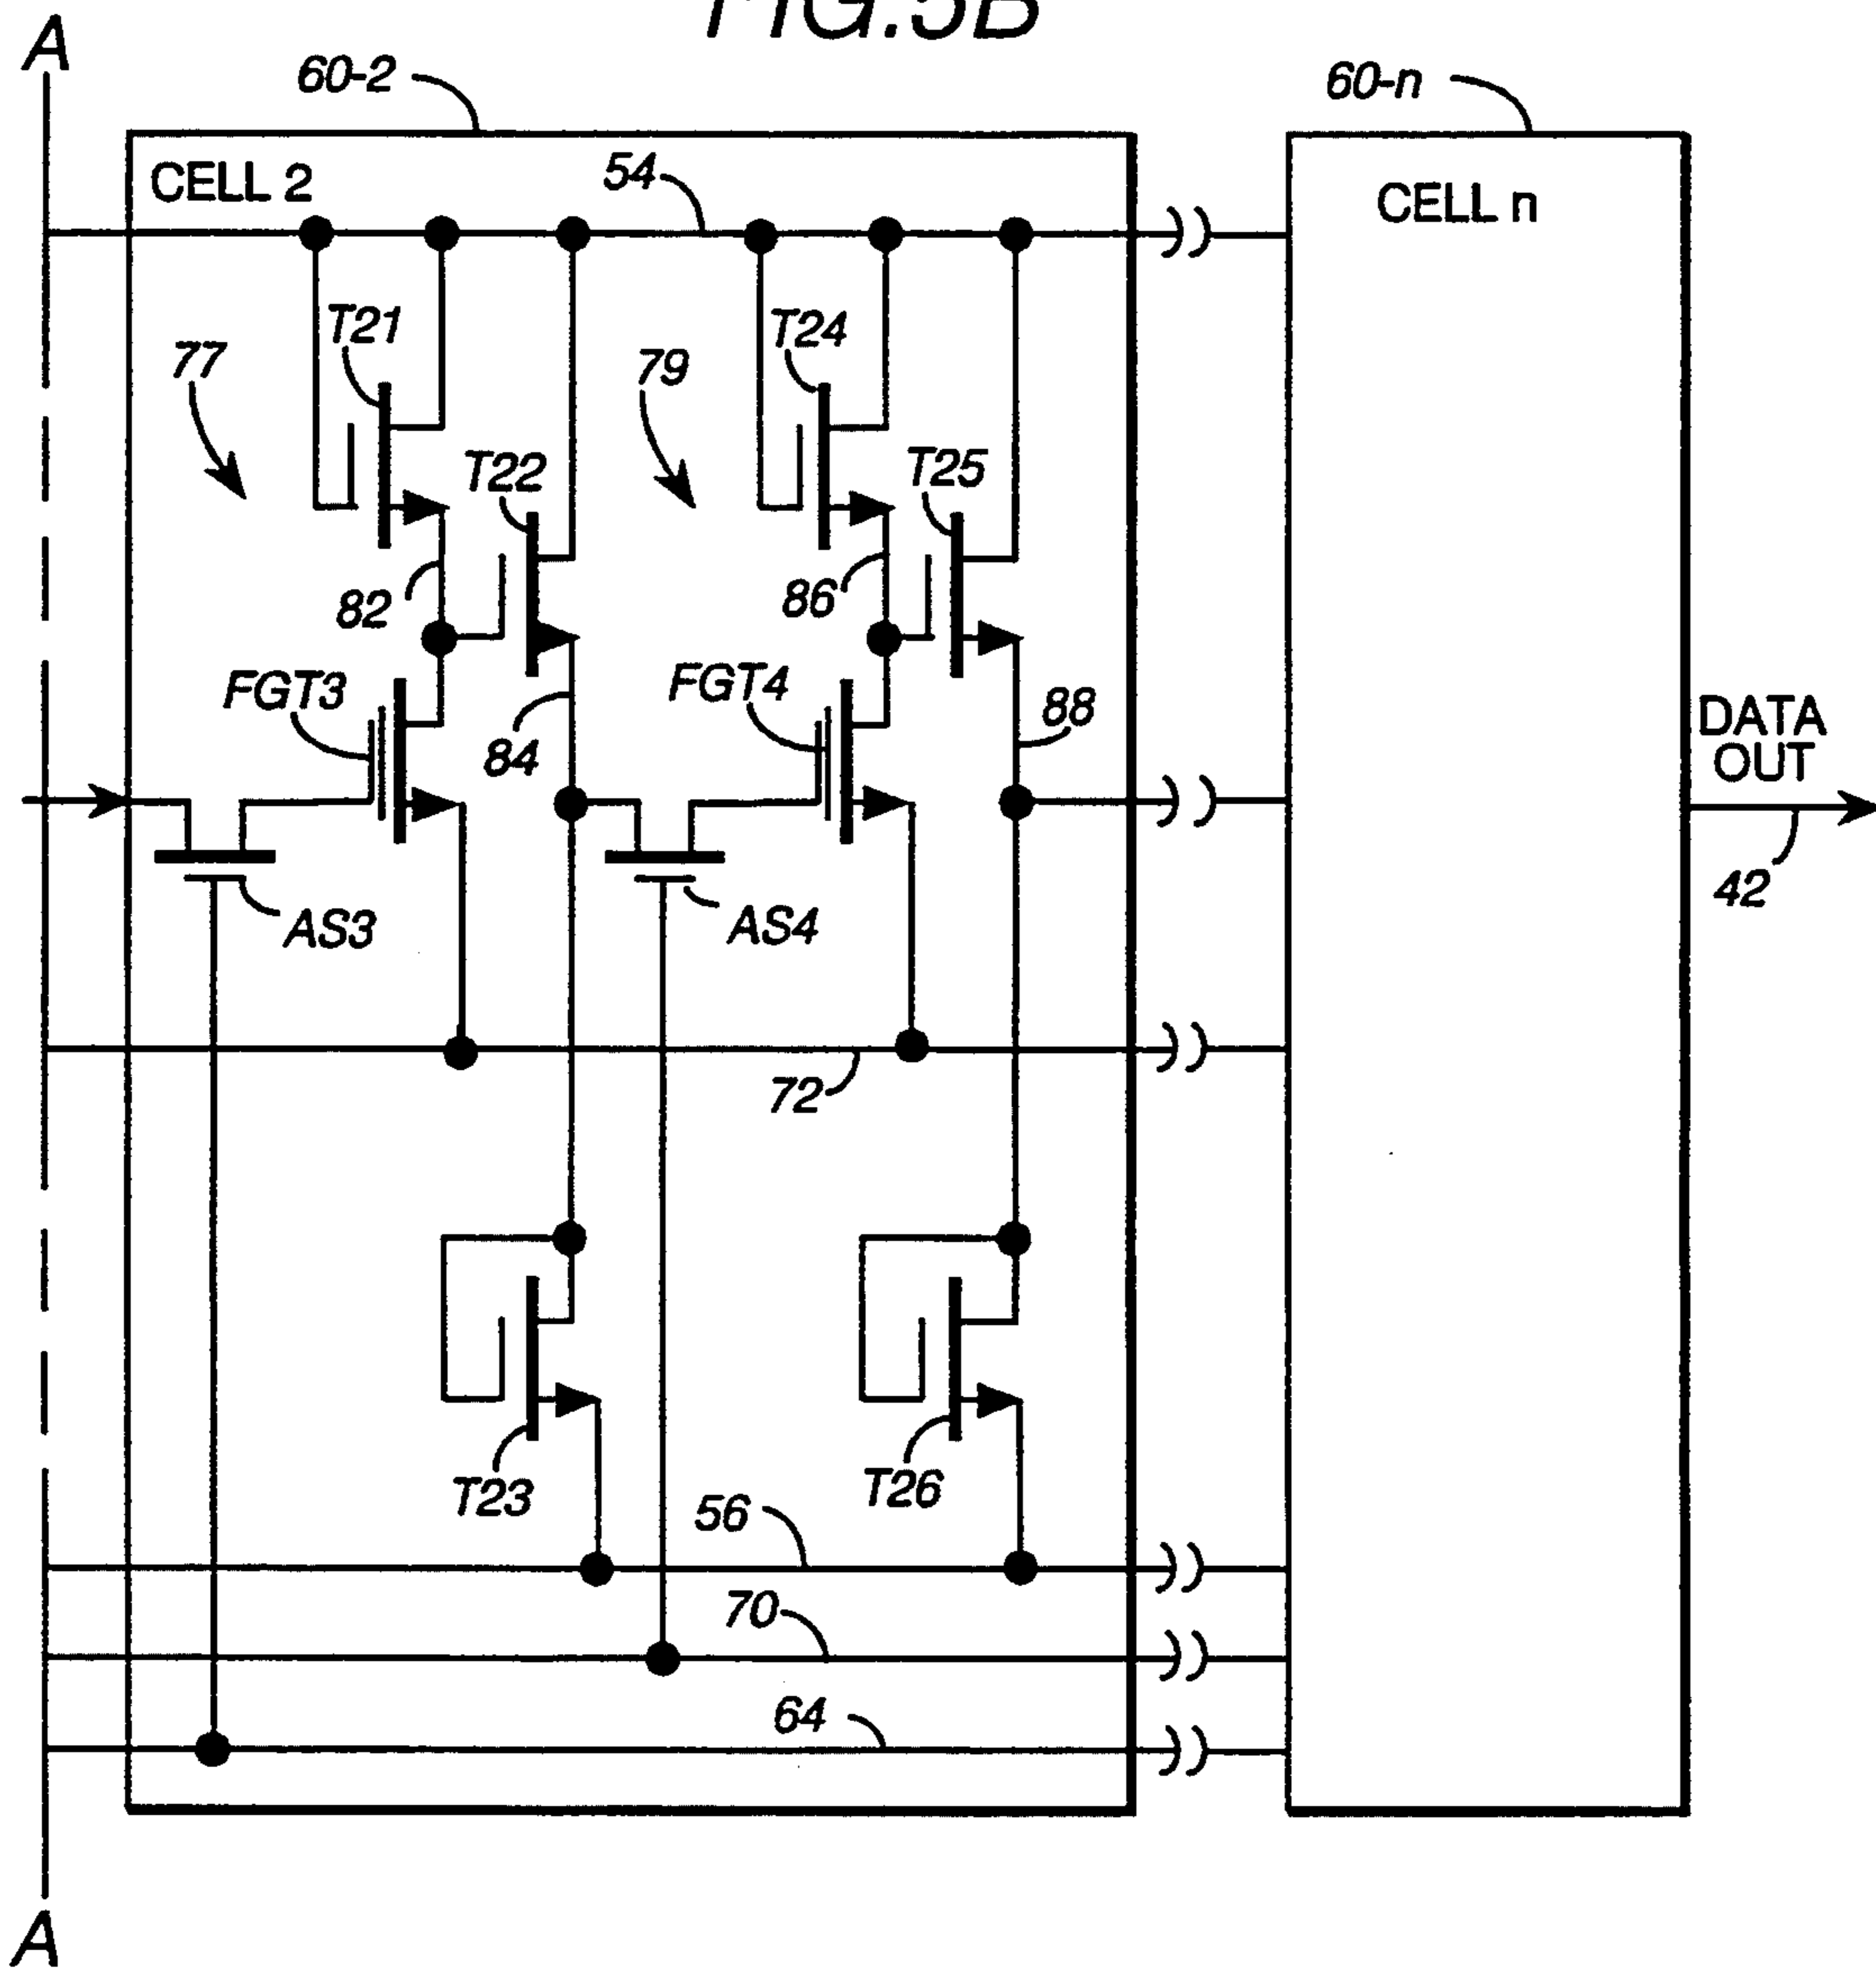 FIG.5B
A
60-2
60-n
CELL 2
54
CELL n
T21
T24
77
79
T22
T25
82
86
FGT3
FGT4
84
88
DATA
OUT
42
AS3
AS4
72
T23
T26
56
70
64
A